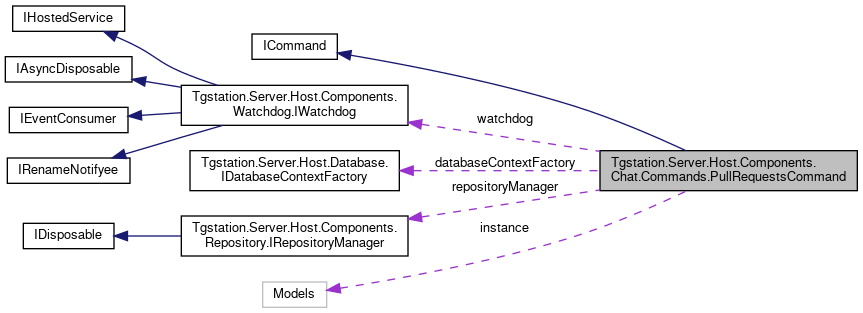 IHostedService
ICommand
IAsyncDisposable
Tgstation.Server.Host.Components.
Watchdog.IWatchdog
IEventConsumer
watchdog
IRenameNotifyee
Tgstation.Server.Host.Database.
IDatabaseContextFactory
databaseContextFactory
Tgstation.Server.Host.Components.
Chat.Commands.PullRequestsCommand
repositoryManager
IDisposable
Tgstation.Server.Host.Components.
Repository.IRepositoryManager
instance
Models